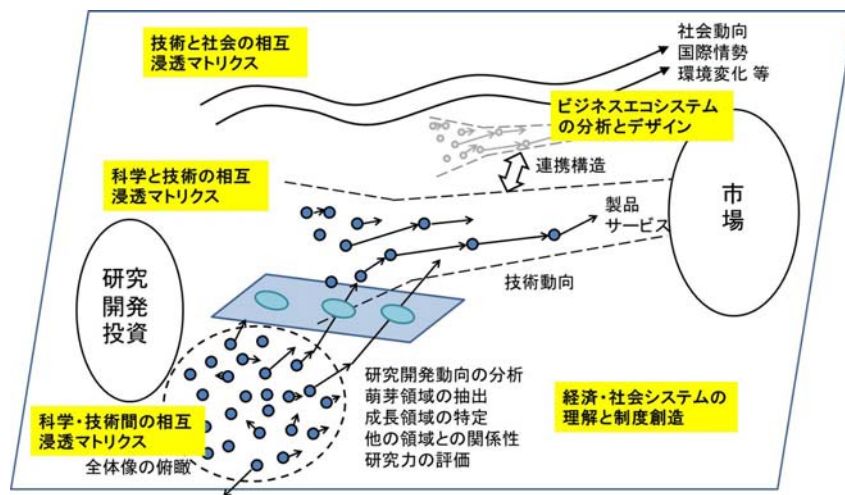 技術と社会の相互
浸透マトリクス
社会動向
国際情勢
環境変化 等
ビジネスエコシステム
の分析とデザイン
連携構造
科学と技術の相互
浸透マトリクス
市
場
製品
サービス
技術動向
研究
開発
投資
研究開発動向の分析
萌芽領域の抽出
成長領域の特定
他の領域との関係性
研究力の評価
経済・社会システムの
理解と制度創造
科学・技術間の相互
浸透マトリクス
全体像の俯瞰